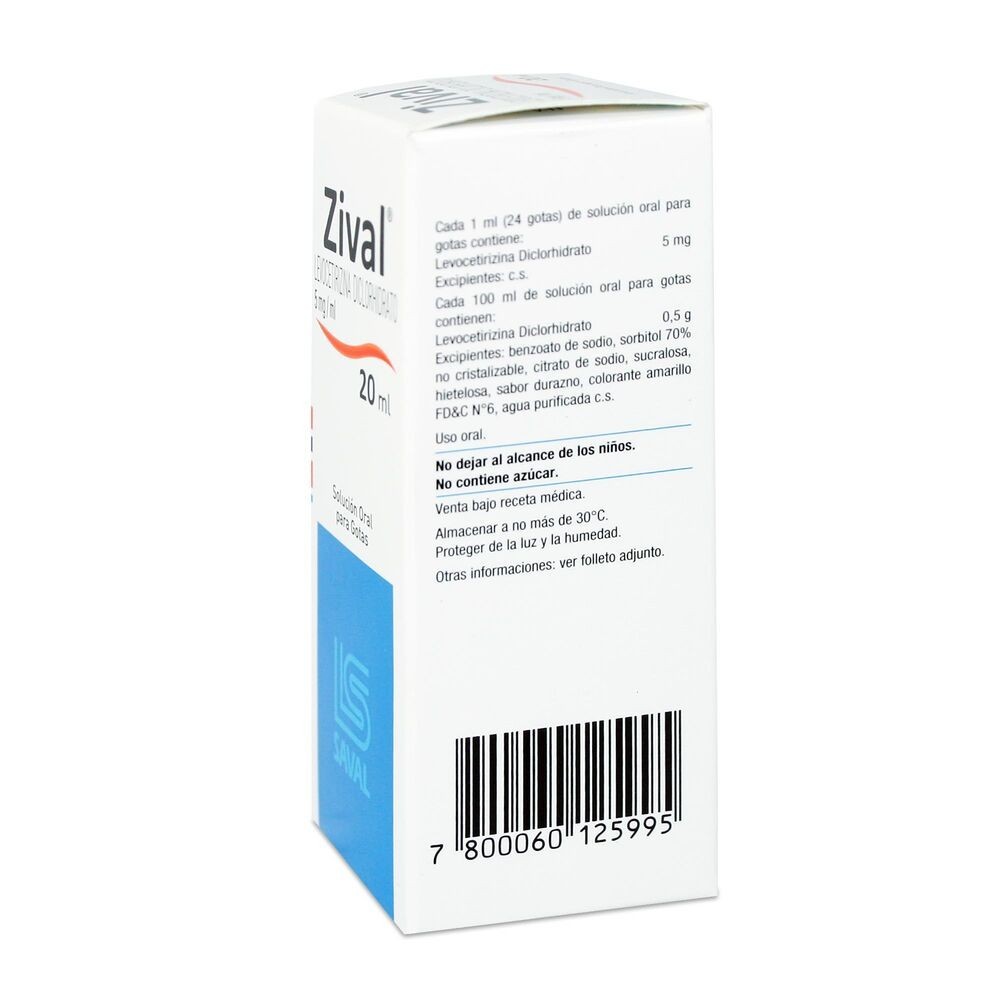 Zival
Zival®
LEVOCETIRIZINA DICLORHIDRATO
5 mg / ml
20 ml
Solución Oral
para Gotas
SAVAL
Cada 1 ml (24 gotas) de solución oral para
gotas contiene:
Levocetirizina Diclorhidrato 5 mg
Excipientes: c.s.
Cada 100 ml de solución oral para gotas
contienen:
Levocetirizina Diclorhidrato 0,5 g
Excipientes: benzoato de sodio, sorbitol 70%
no cristalizable, citrato de sodio, sucralosa,
hietelosa, sabor durazno, colorante amarillo
FD&C N°6, agua purificada c.s.
Uso oral.
No dejar al alcance de los niños.
No contiene azúcar.
Venta bajo receta médica.
Almacenar a no más de 30°C.
Proteger de la luz y la humedad.
Otras informaciones: ver folleto adjunto.
7 800060 125995